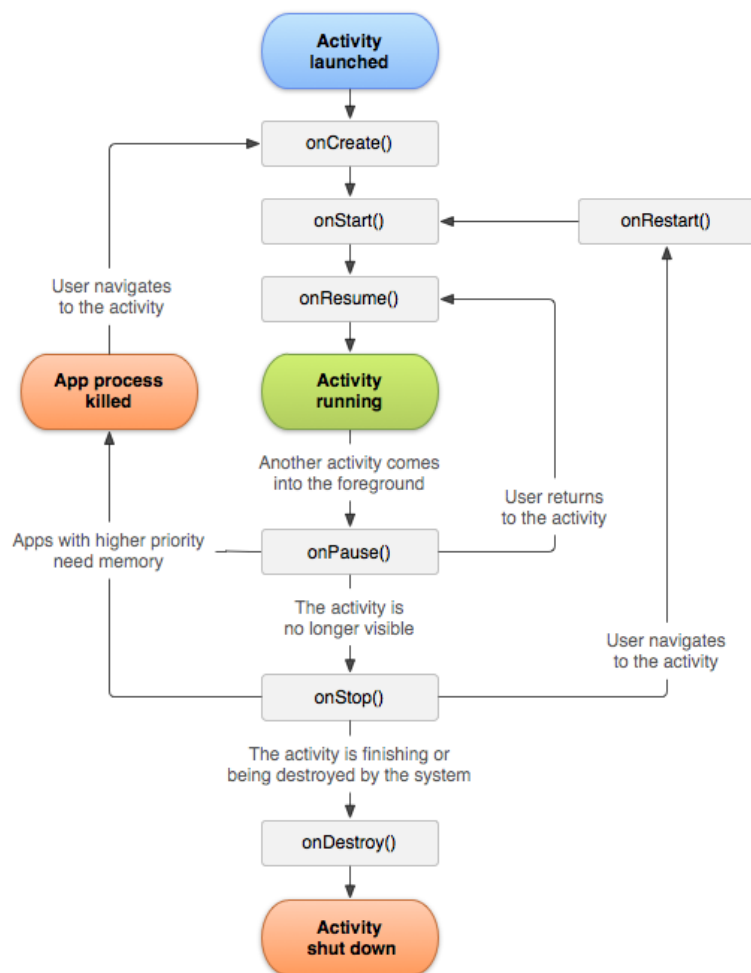 Activity
launched
onCreate()
onStart()
onRestart()
User navigates
to the activity
onResume()
App process
killed
Activity
running
Another activity comes
into the foreground
User returns
to the activity
Apps with higher priority
need memory
onPause()
The activity is
no longer visible
User navigates
to the activity
onStop()
The activity is finishing or
being destroyed by the system
onDestroy()
Activity
shut down